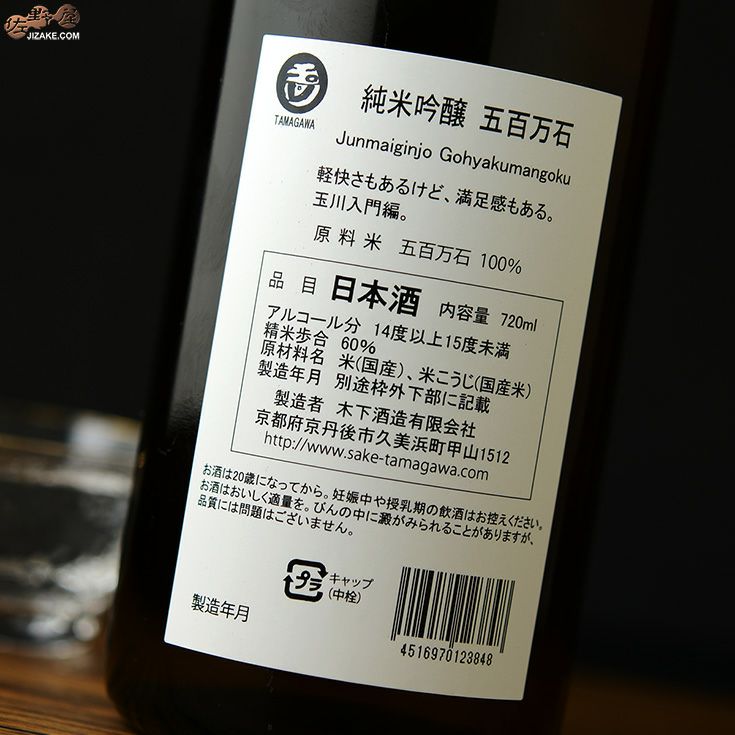 佐野屋
JIZAKE.COM
玉川
TAMAGAWA
純米吟醸 五百万石
Junmaiginjo Gohyakumangoku
軽快さもあるけど、満足感もある。
玉川入門編。
原料米 五百万石 100%
品目 日本酒 内容量 720ml
アルコール分 14度以上15度未満
精米歩合 60%
原材料名 米(国産)、米こうじ(国産米)
製造年月 別途枠外下部に記載
製造者 木下酒造有限会社
京都府京丹後市久美浜町甲山1512
http://www.sake-tamagawa.com
お酒は20歳になってから。妊娠中や授乳期の飲酒はお控えください。
お酒はおいしく適量を。びんの中に澱がみられることがありますが、
品質には問題はございません。
プラ キャップ
(中栓)
製造年月
4516970123848